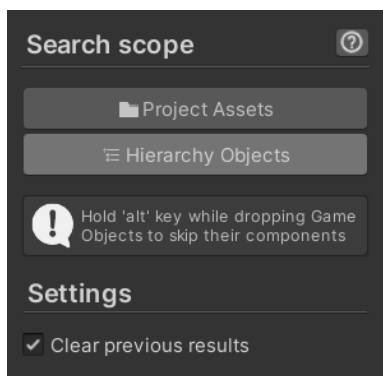 Search scope
Project Assets
Hierarchy Objects
Hold 'alt' key while dropping Game
Objects to skip their components
Settings
Clear previous results